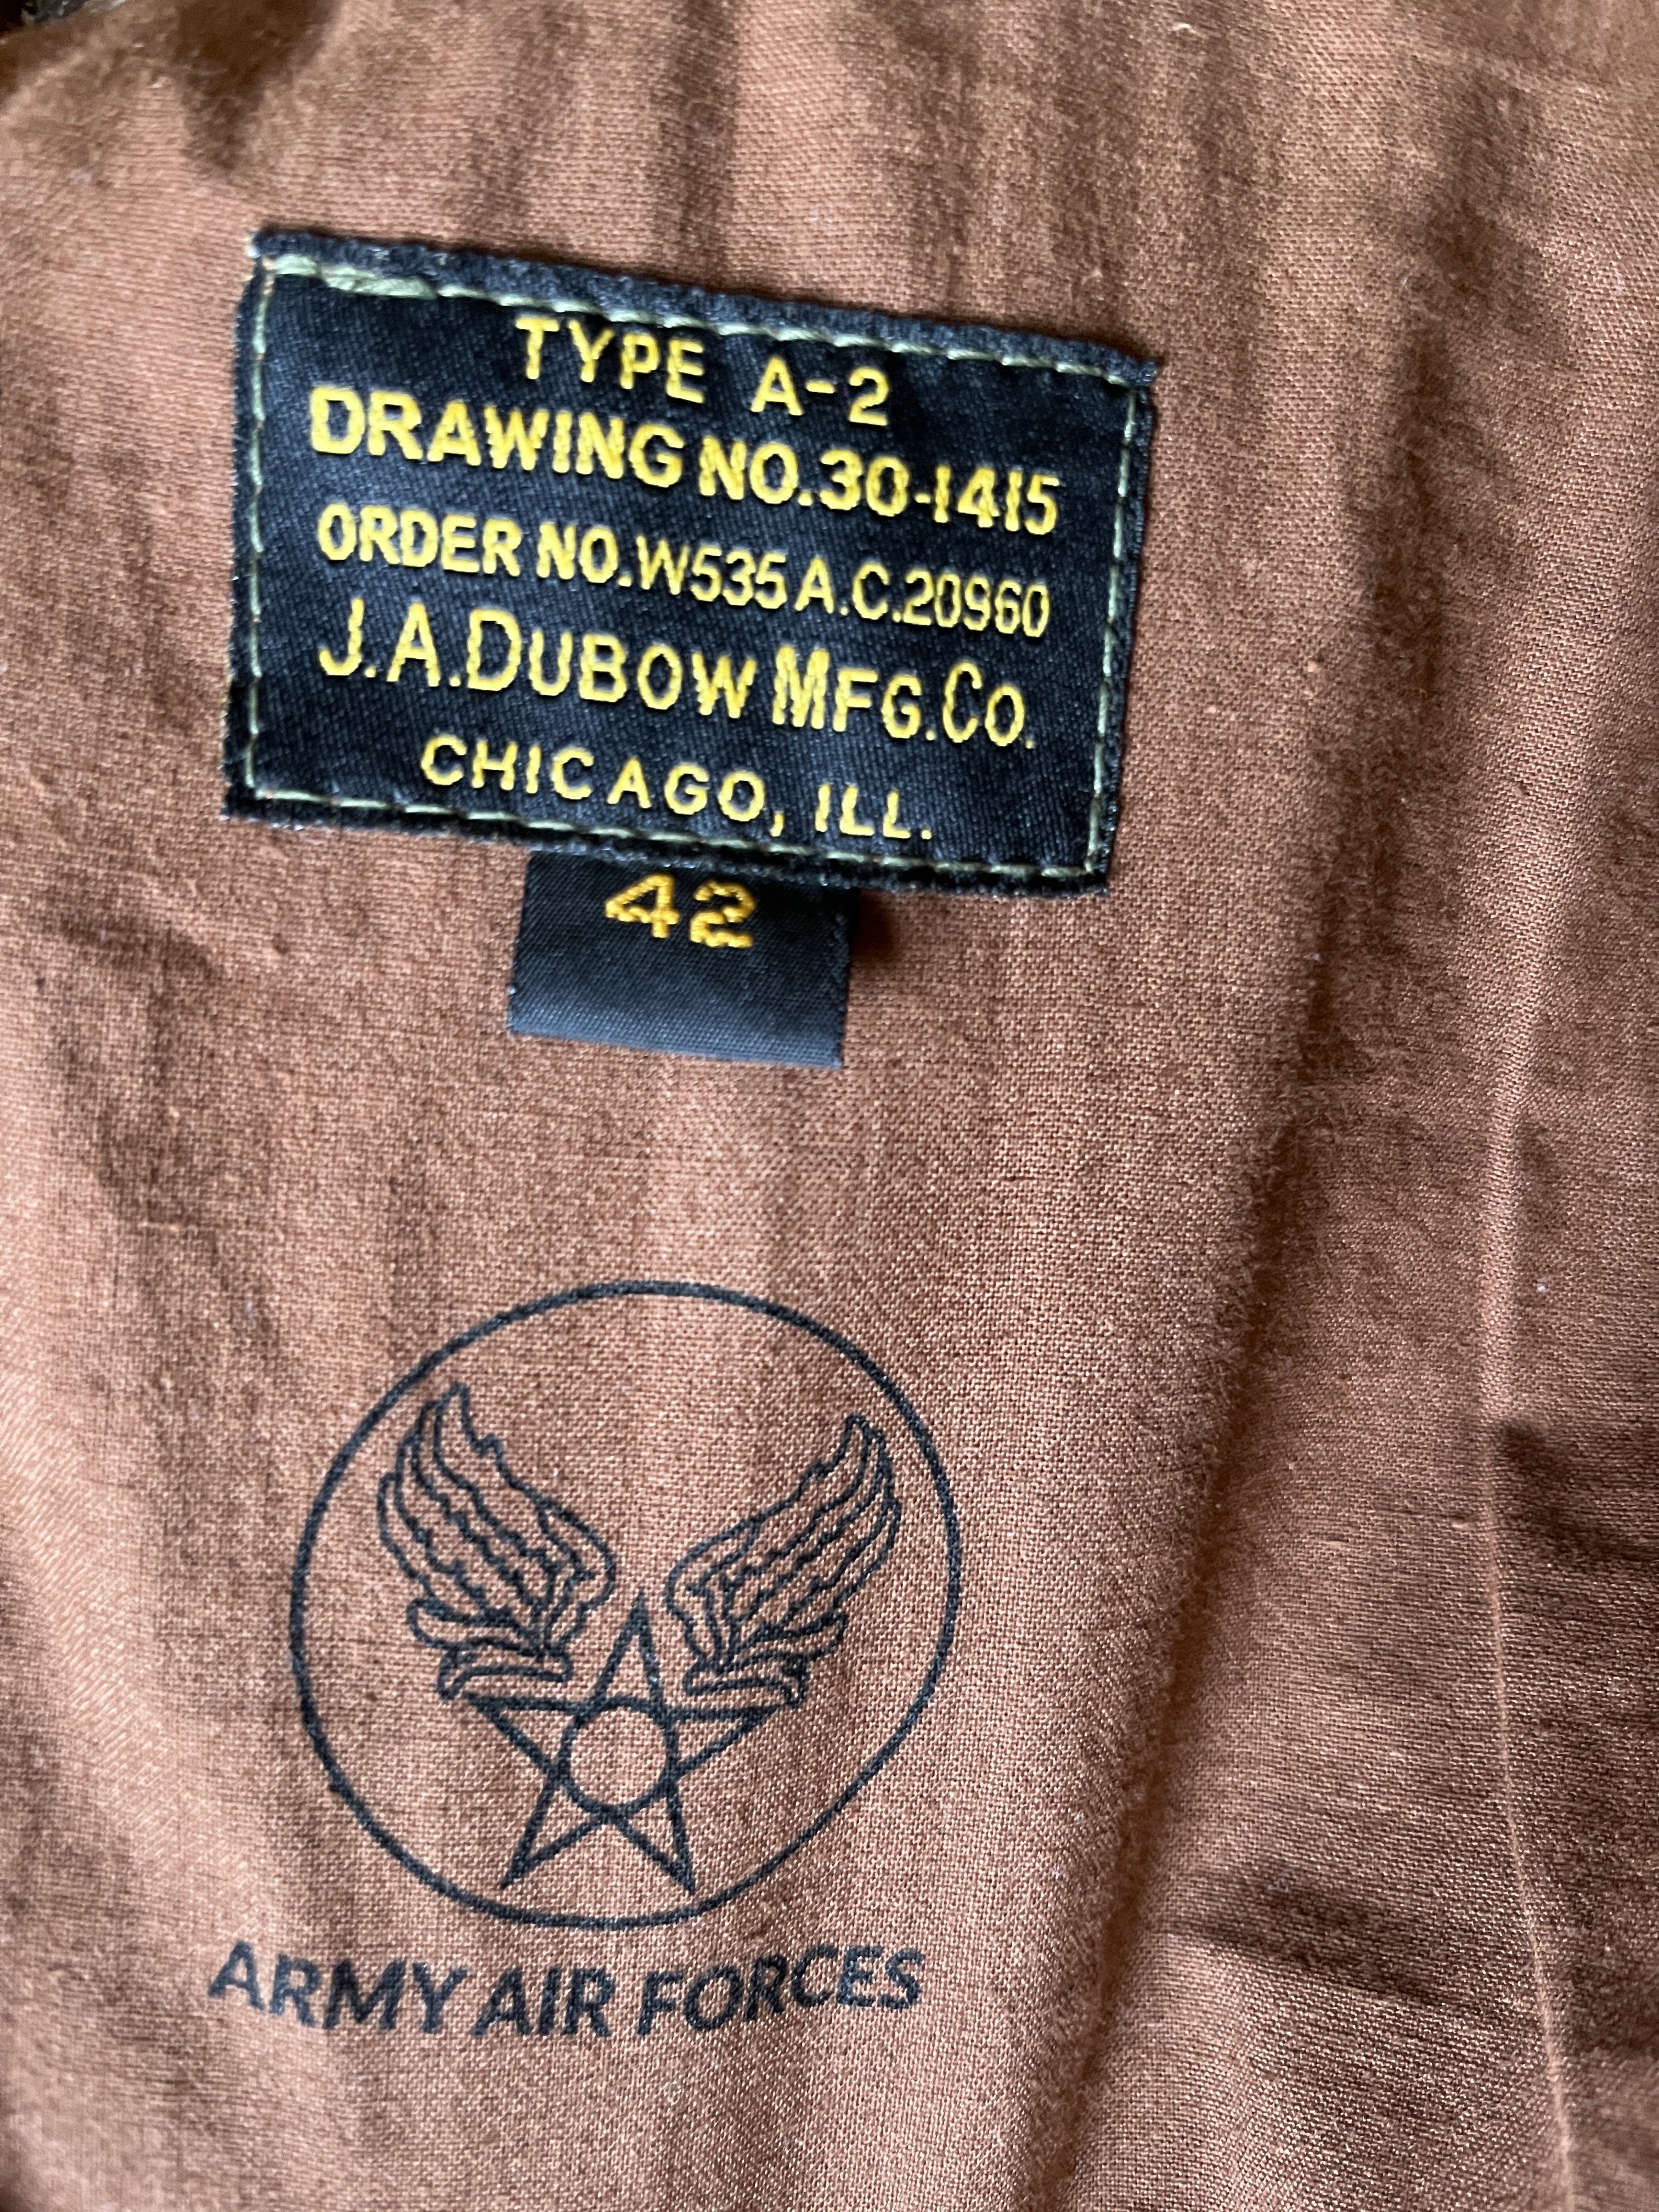 TYPE A-2
DRAWING NO.30-1415
ORDER NO.W535 A.C.20960
J.A.DUBOW MFG.CO.
CHICAGO, ILL.
42
ARMY AIR FORCES